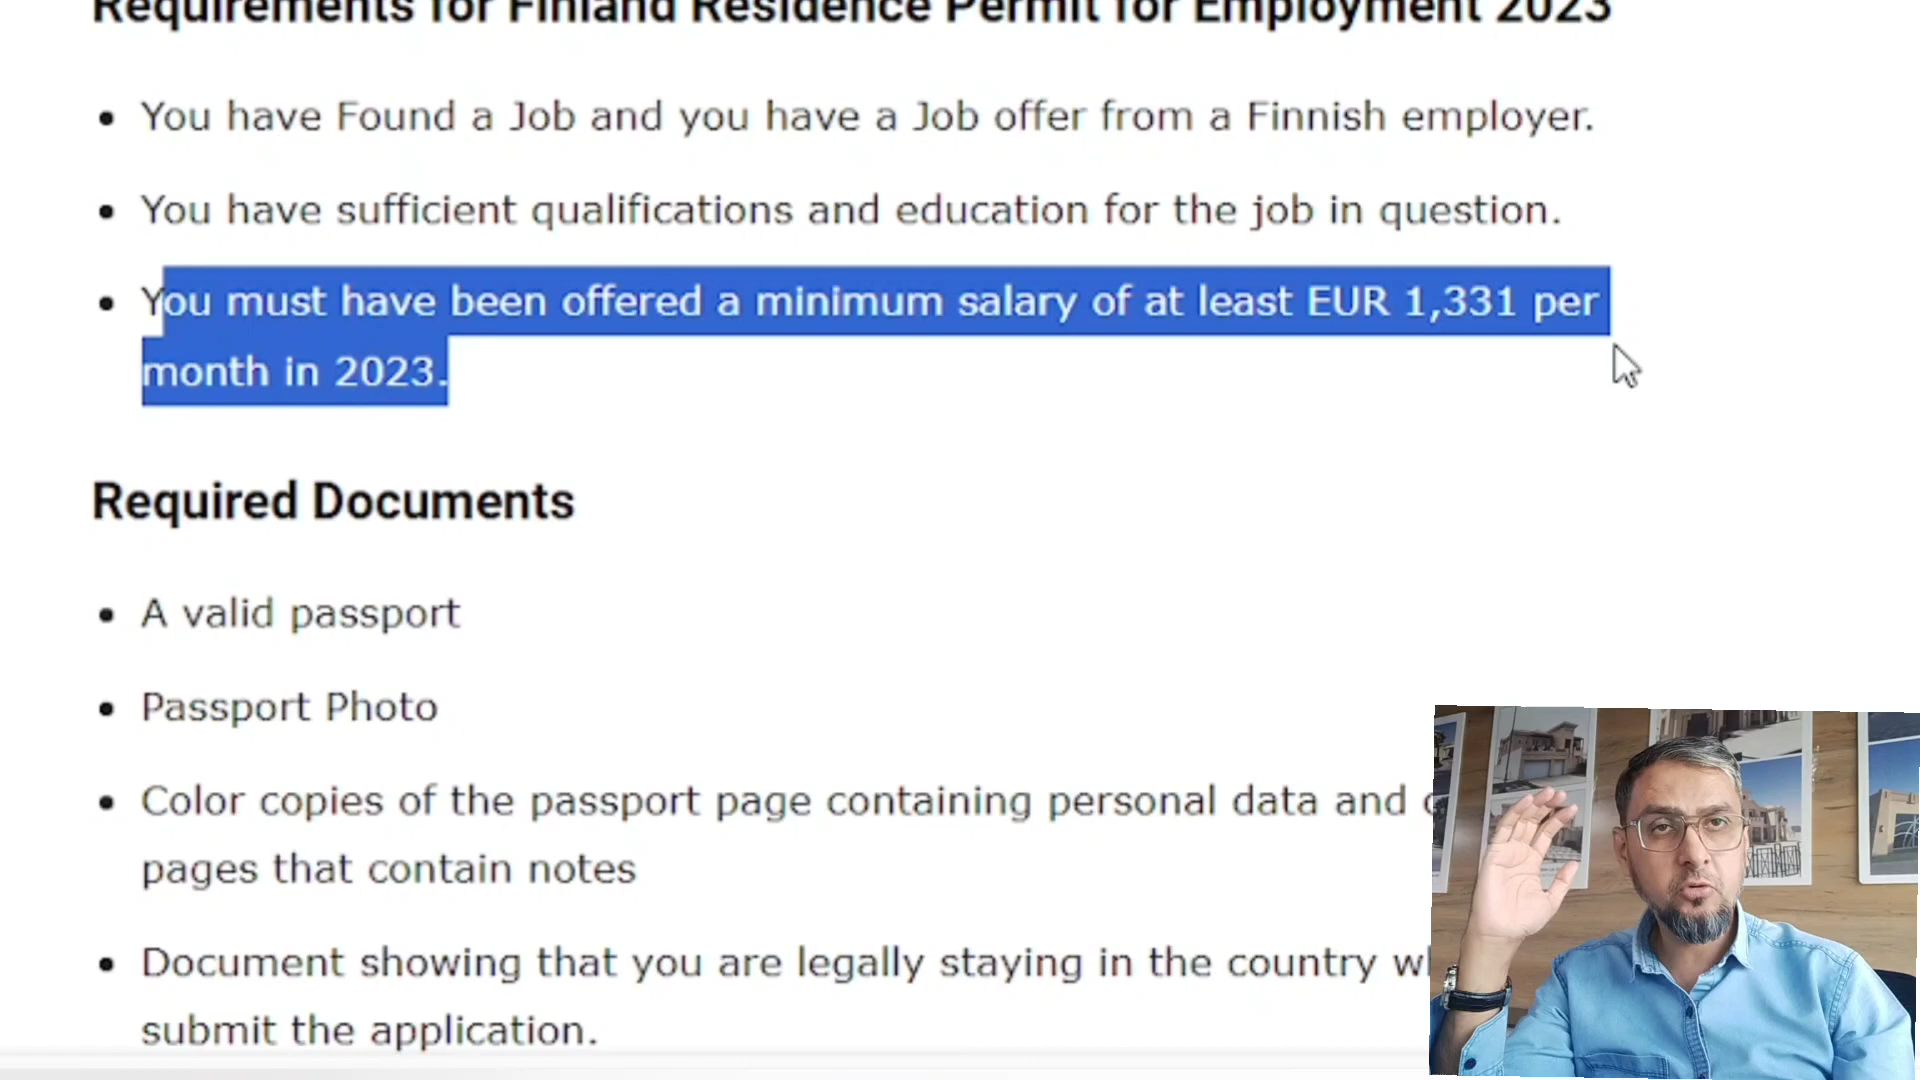 Requirements for Finland Residence Permit for Employment 2023
• You have Found a Job and you have a Job offer from a Finnish employer.
• You have sufficient qualifications and education for the job in question.
• You must have been offered a minimum salary of at least EUR 1,331 per
month in 2023.
Required Documents
• A valid passport
• Passport Photo
• Color copies of the passport page containing personal data and
pages that contain notes
• Document showing that you are legally staying in the country
submit the application.